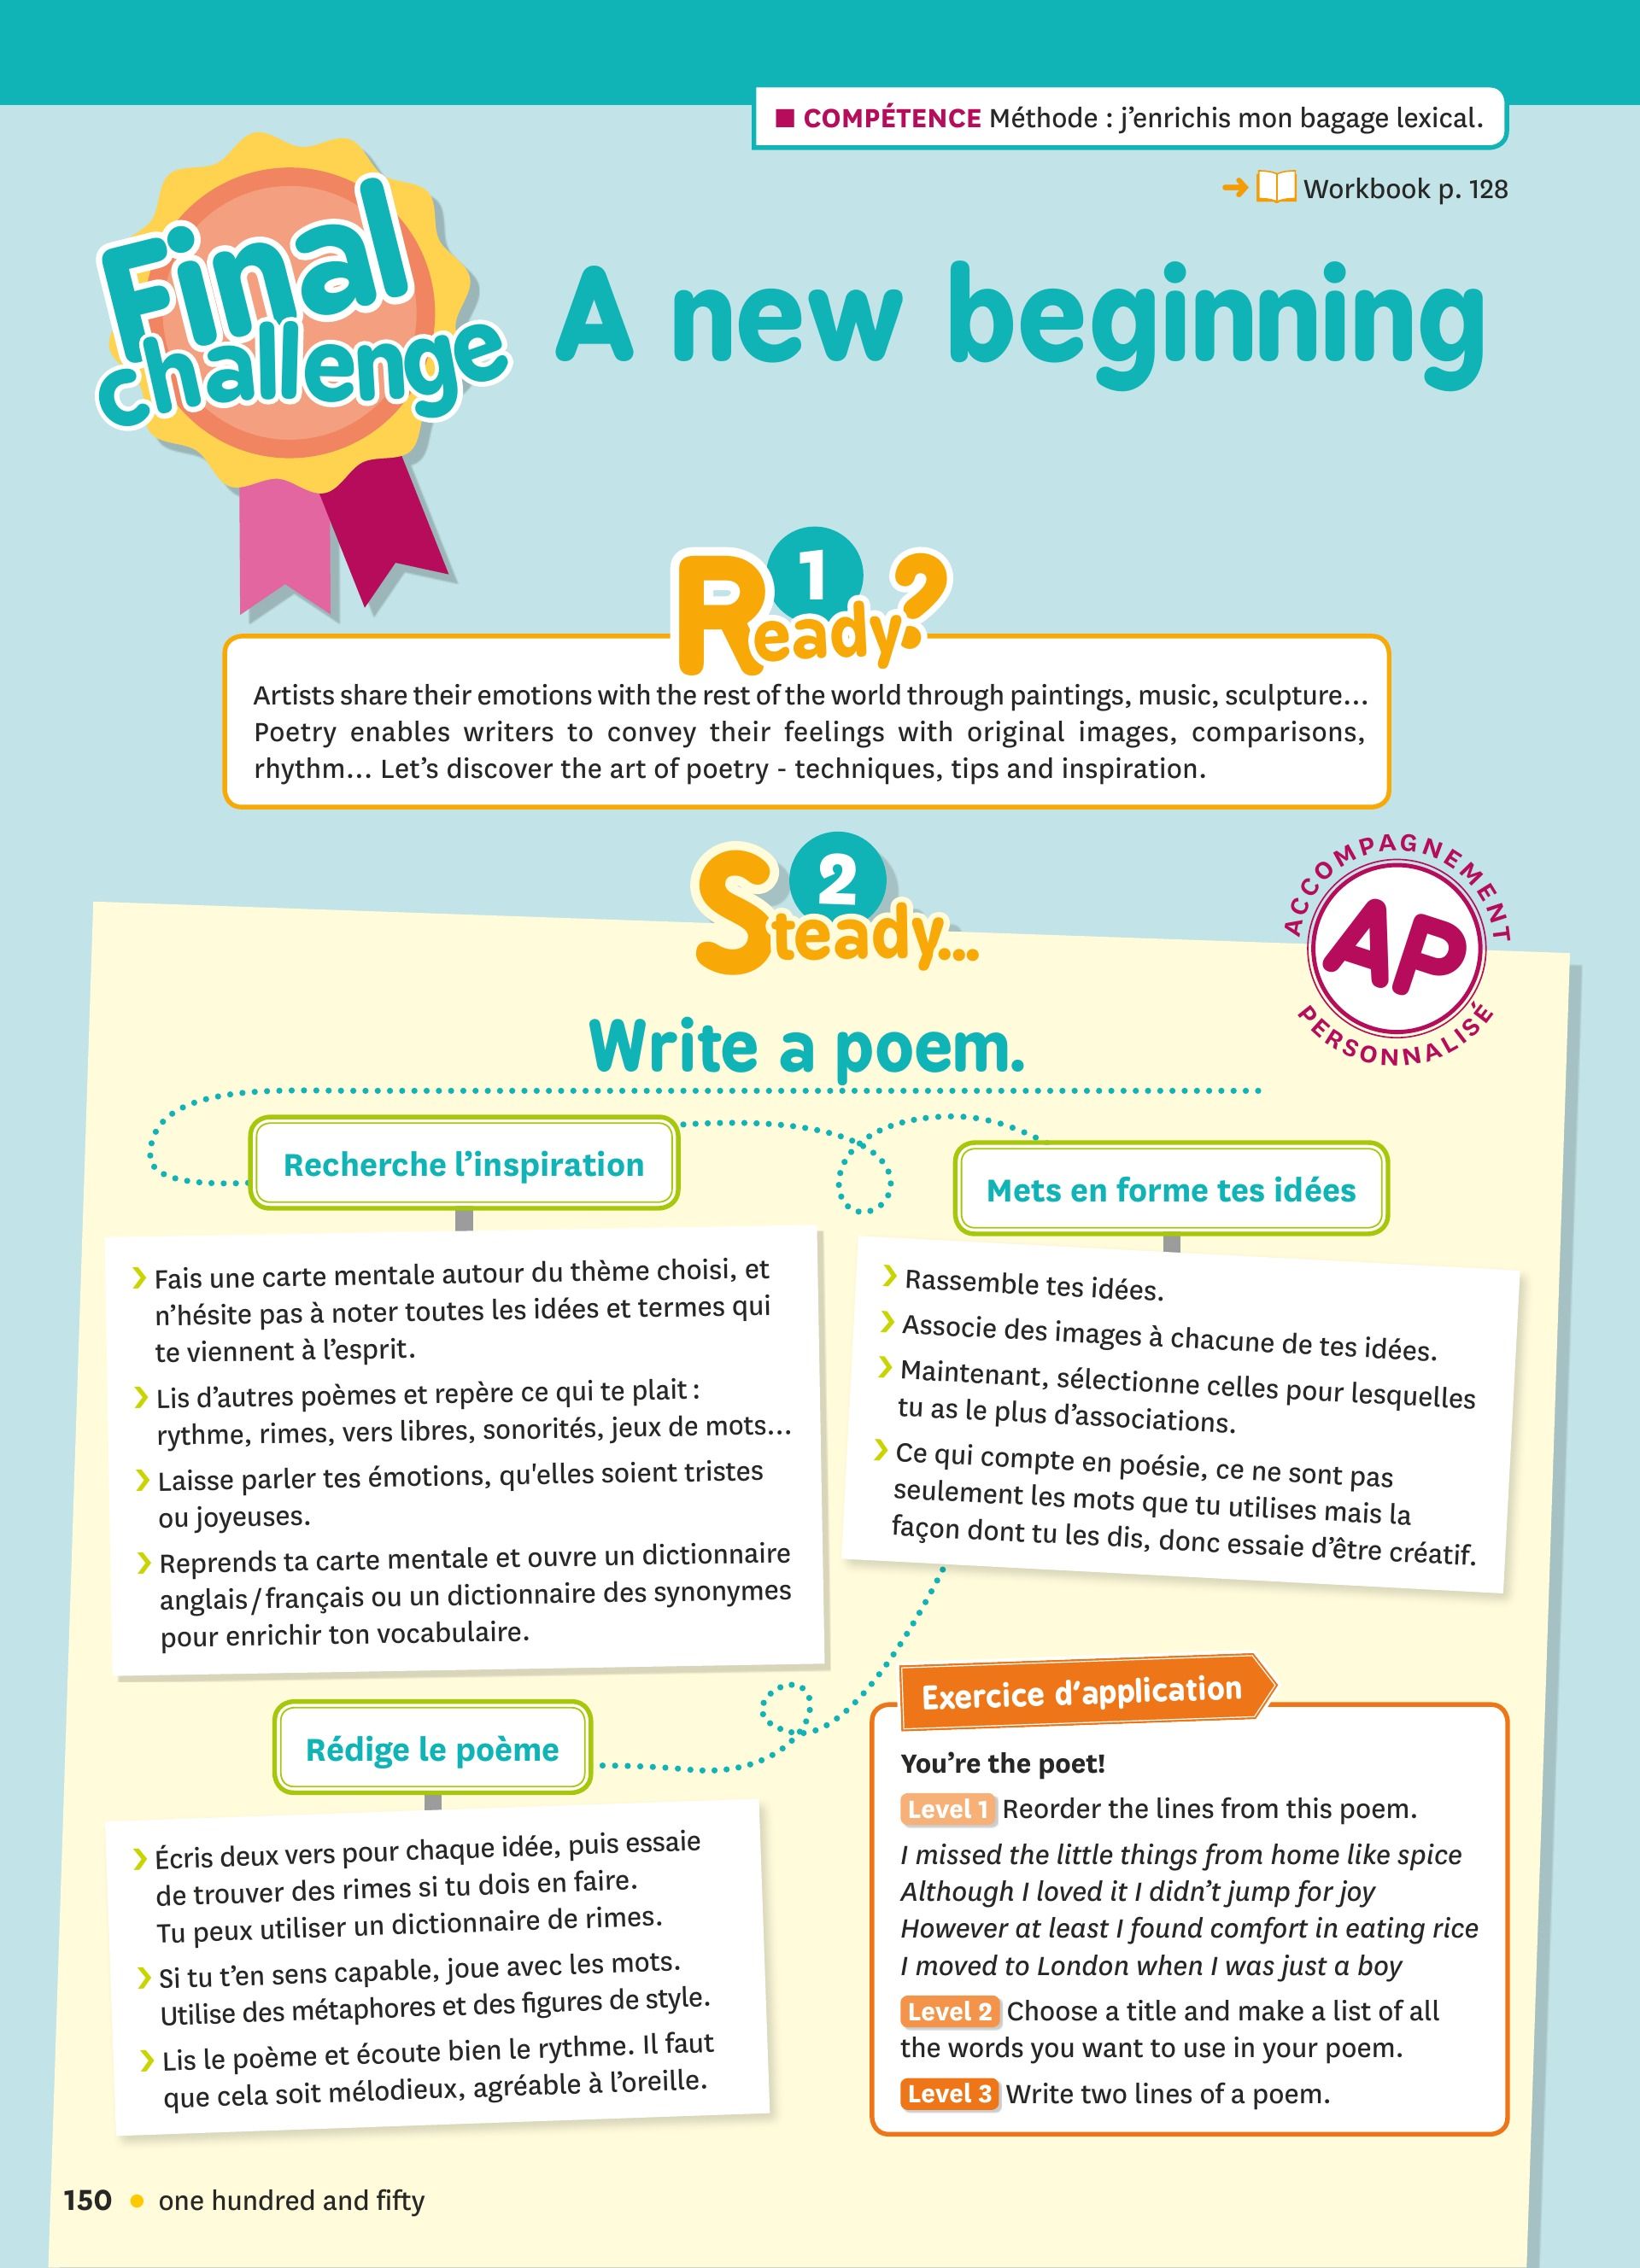 ■ COMPÉTENCE Méthode : j’enrichis mon bagage lexical.
➜ Workbook p. 128
Final
challenge
A new beginning
1
Ready?
Artists share their emotions with the rest of the world through paintings, music, sculpture…
Poetry enables writers to convey their feelings with original images, comparisons,
rhythm… Let’s discover the art of poetry - techniques, tips and inspiration.
2
Steady...
ACCOMPAGNEMENT
AP
PERSONNALISÉ
Write a poem.
Recherche l’inspiration
❯ Fais une carte mentale autour du thème choisi, et
n’hésite pas à noter toutes les idées et termes qui
te viennent à l’esprit.
❯ Lis d’autres poèmes et repère ce qui te plait :
rythme, rimes, vers libres, sonorités, jeux de mots…
❯ Laisse parler tes émotions, qu'elles soient tristes
ou joyeuses.
❯ Reprends ta carte mentale et ouvre un dictionnaire
anglais/français ou un dictionnaire des synonymes
pour enrichir ton vocabulaire.
Mets en forme tes idées
❯ Rassemble tes idées.
❯ Associe des images à chacune de tes idées.
❯ Maintenant, sélectionne celles pour lesquelles
tu as le plus d’associations.
❯ Ce qui compte en poésie, ce ne sont pas
seulement les mots que tu utilises mais la
façon dont tu les dis, donc essaie d’être créatif.
Rédige le poème
❯ Écris deux vers pour chaque idée, puis essaie
de trouver des rimes si tu dois en faire.
Tu peux utiliser un dictionnaire de rimes.
❯ Si tu t’en sens capable, joue avec les mots.
Utilise des métaphores et des figures de style.
❯ Lis le poème et écoute bien le rythme. Il faut
que cela soit mélodieux, agréable à l’oreille.
Exercice d’application
You’re the poet!
Level 1 Reorder the lines from this poem.
I missed the little things from home like spice
Although I loved it I didn’t jump for joy
However at least I found comfort in eating rice
I moved to London when I was just a boy
Level 2 Choose a title and make a list of all
the words you want to use in your poem.
Level 3 Write two lines of a poem.
150 • one hundred and fifty